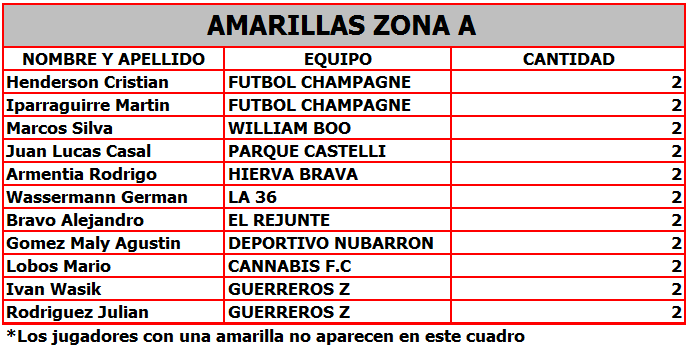 AMARILLAS ZONA A
NOMBRE Y APELLIDO EQUIPO CANTIDAD
Henderson Cristian FUTBOL CHAMPAGNE 2
Iparraguirre Martin FUTBOL CHAMPAGNE 2
Marcos Silva WILLIAM BOO 2
Juan Lucas Casal PARQUE CASTELLI 2
Armentia Rodrigo HIERVA BRAVA 2
Wassermann German LA 36 2
Bravo Alejandro EL REJUNTE 2
Gomez Maly Agustin DEPORTIVO NUBARRON 2
Lobos Mario CANNABIS F.C 2
Ivan Wasik GUERREROS Z 2
Rodriguez Julian GUERREROS Z 2
*Los jugadores con una amarilla no aparecen en este cuadro